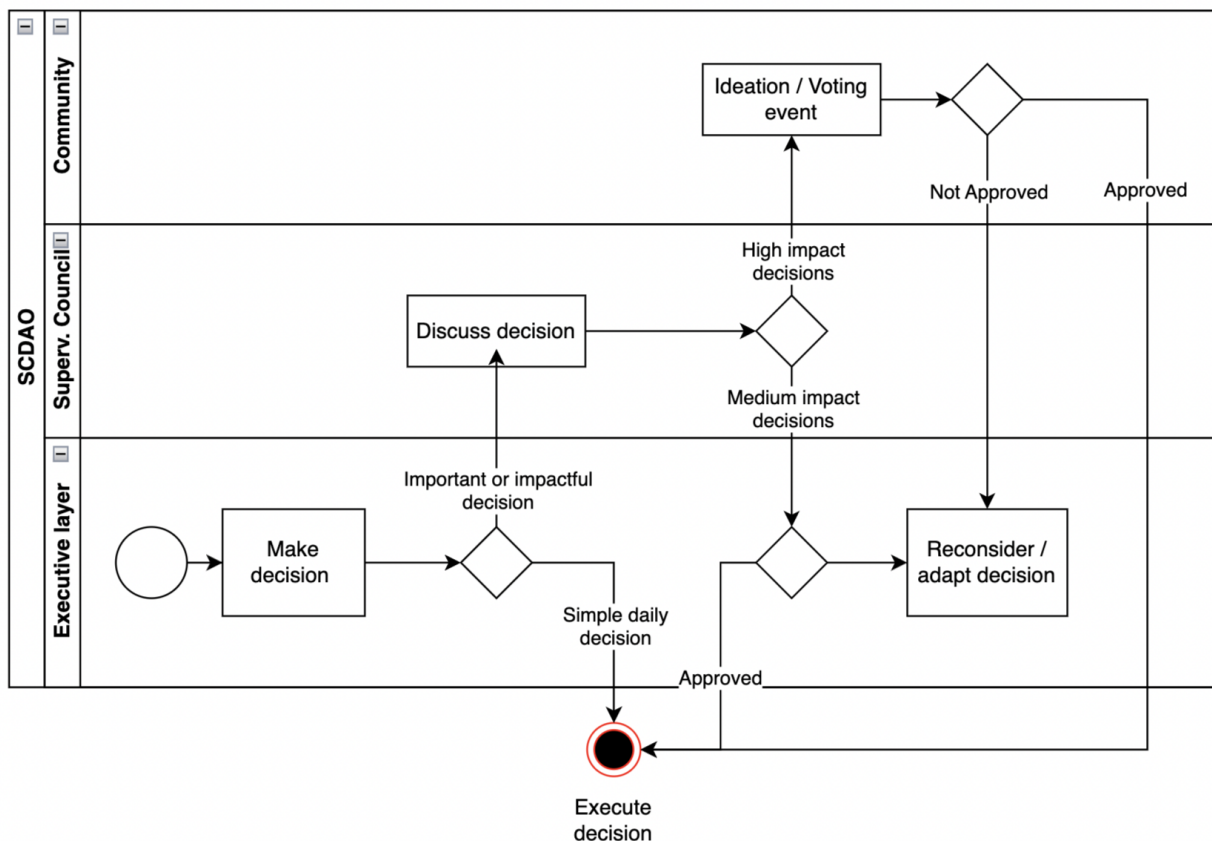 SCDAO
Community
Ideation / Voting
event
Not Approved
Approved
Superv. Council
High impact
decisions
Discuss decision
Medium impact
decisions
Executive layer
Important or impactful
decision
Make
decision
Reconsider /
adapt decision
Simple daily
decision
Approved
Execute
decision